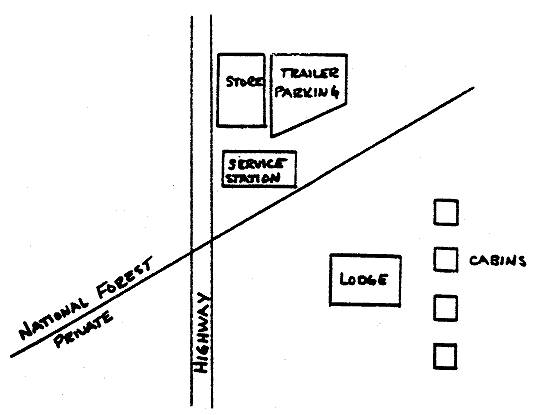 STORE
TRAILER
PARKING
SERVICE
STATION
CABINS
LODGE
NATIONAL FOREST
PRIVATE
HIGHWAY